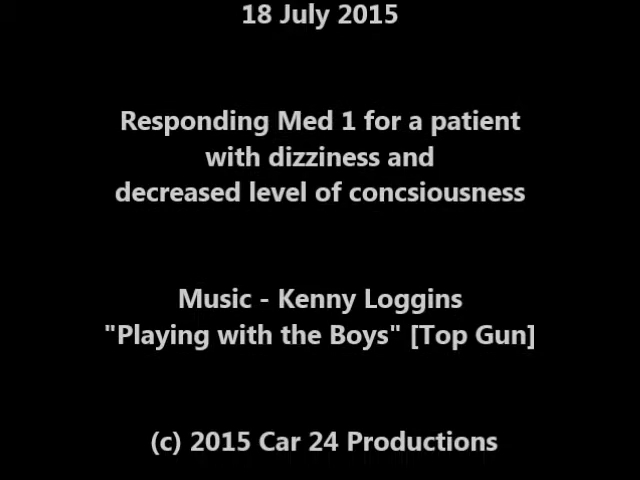 18 July 2015
Responding Med 1 for a patient
with dizziness and
decreased level of concsiousness
Music - Kenny Loggins
"Playing with the Boys" [Top Gun]
(c) 2015 Car 24 Productions